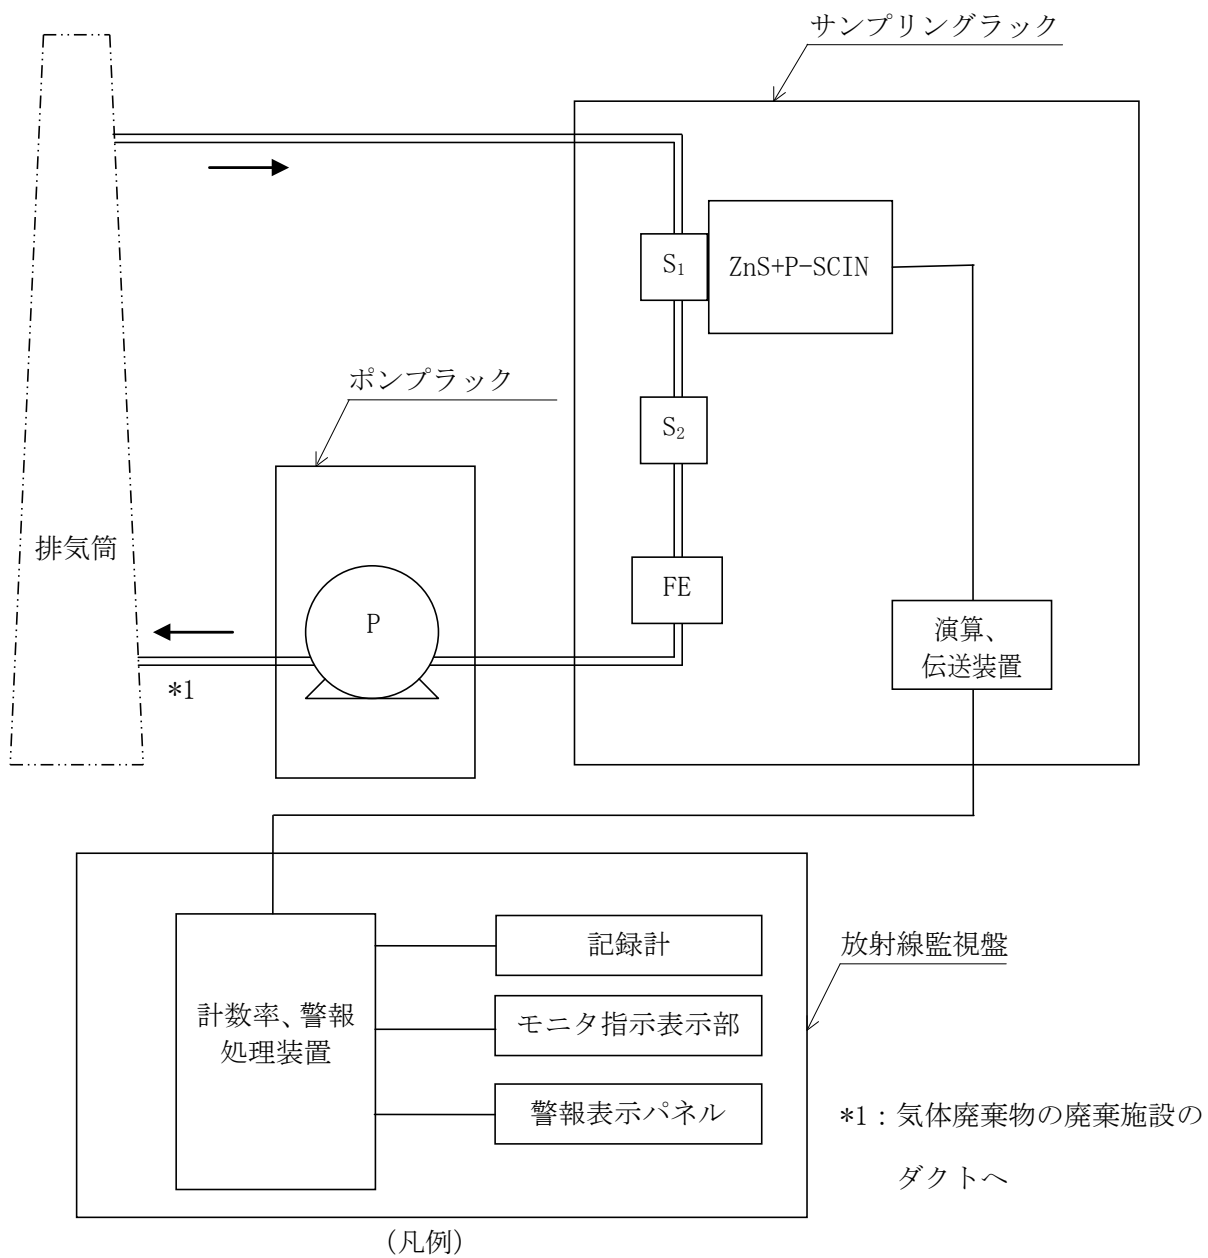 サンプリングラック
S₁
ZnS+P-SCIN
ポンプラック
S₂
排気筒
FE
P
演算、
伝送装置
*1
記録計
放射線監視盤
計数率、警報
処理装置
モニタ指示表示部
警報表示パネル
*1：気体廃棄物の廃棄施設の
ダクトへ
(凡例)